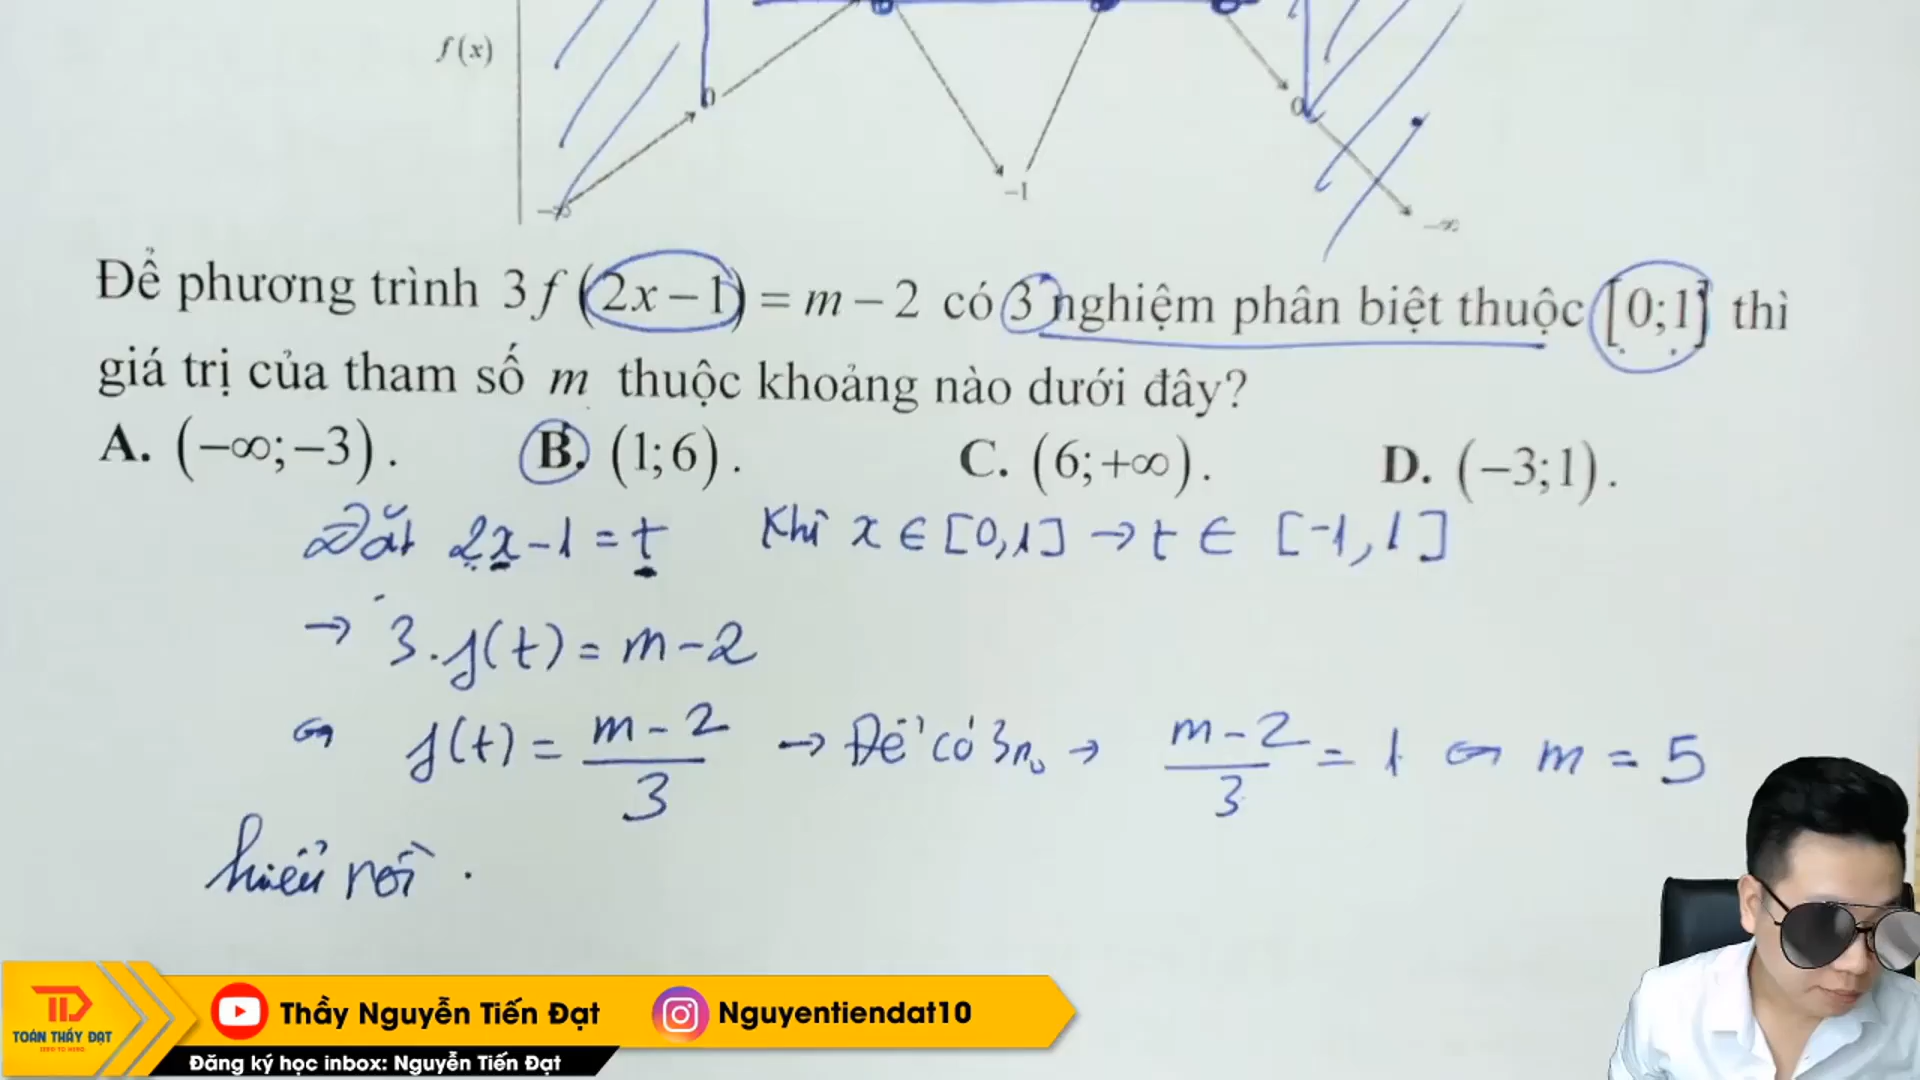 f(x)
0
0
-∞
-1
-∞
Để phương trình 3f(2x-1)=m-2 có 3 nghiệm phân biệt thuộc [0;1] thì
giá trị của tham số m thuộc khoảng nào dưới đây?
A. (-∞;-3). B. (1;6). C. (6;+∞). D. (-3;1).
Đặt 2x-1=t Khi x ∈ [0,1] → t ∈ [-1,1]
→ 3.f(t) = m-2
⇔ f(t) = (m-2)/3 → Để có 3n₀ → (m-2)/3 = 1 ⇔ m = 5
hiểu rồi.
TOÁN THẦY ĐẠT
Thầy Nguyễn Tiến Đạt
Nguyentiendat10
Đăng ký học inbox: Nguyễn Tiến Đạt